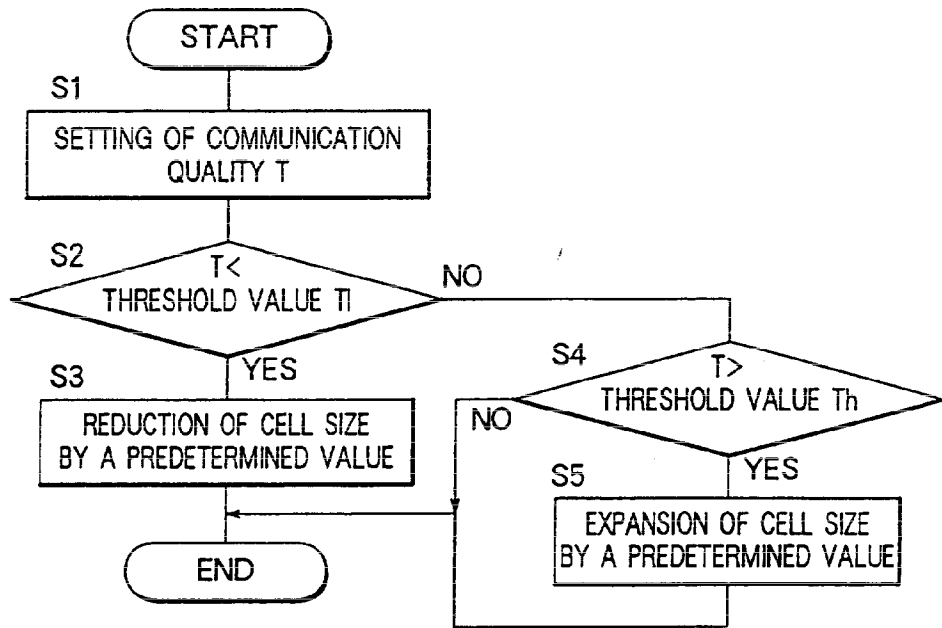 START
S1
SETTING OF COMMUNICATION
QUALITY T
S2
T<
THRESHOLD VALUE Tl
NO
YES
S3
REDUCTION OF CELL SIZE
BY A PREDETERMINED VALUE
S4
T>
THRESHOLD VALUE Th
NO
YES
S5
EXPANSION OF CELL SIZE
BY A PREDETERMINED VALUE
END